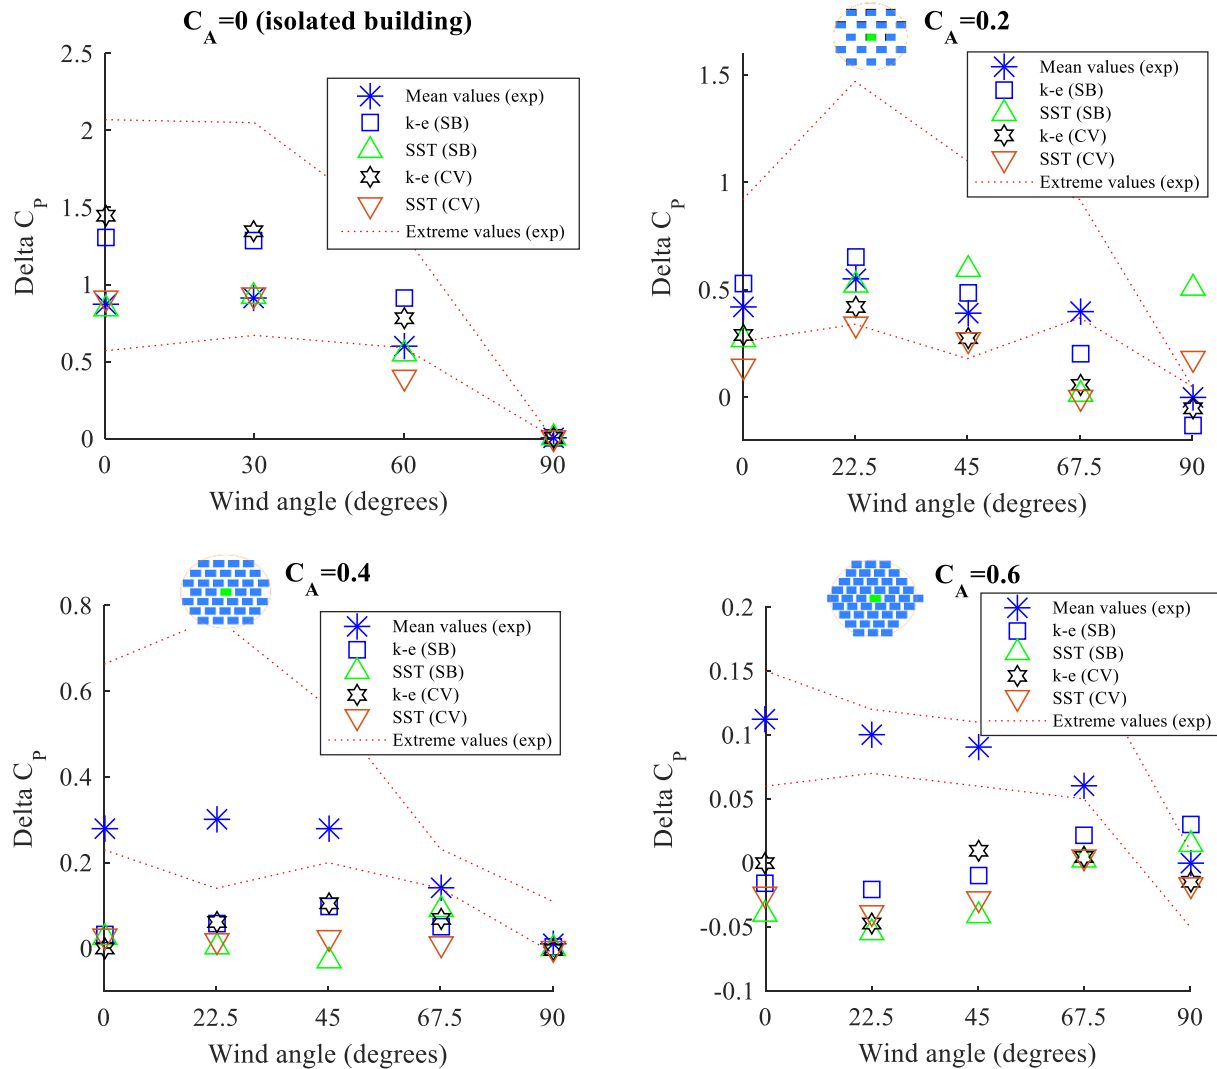 C_A=0 (isolated building)
2.5
2
1.5
1
0.5
0
Delta C_P
Mean values (exp)
k-e (SB)
SST (SB)
k-e (CV)
SST (CV)
Extreme values (exp)
0 30 60 90
Wind angle (degrees)
C_A=0.2
1.5
1
0.5
0
Delta C_P
Mean values (exp)
k-e (SB)
SST (SB)
k-e (CV)
SST (CV)
Extreme values (exp)
0 22.5 45 67.5 90
Wind angle (degrees)
C_A=0.4
0.8
0.6
0.4
0.2
0
Delta C_P
Mean values (exp)
k-e (SB)
SST (SB)
k-e (CV)
SST (CV)
Extreme values (exp)
0 22.5 45 67.5 90
Wind angle (degrees)
C_A=0.6
0.2
0.15
0.1
0.05
0
-0.05
-0.1
Delta C_P
Mean values (exp)
k-e (SB)
SST (SB)
k-e (CV)
SST (CV)
Extreme values (exp)
0 22.5 45 67.5 90
Wind angle (degrees)